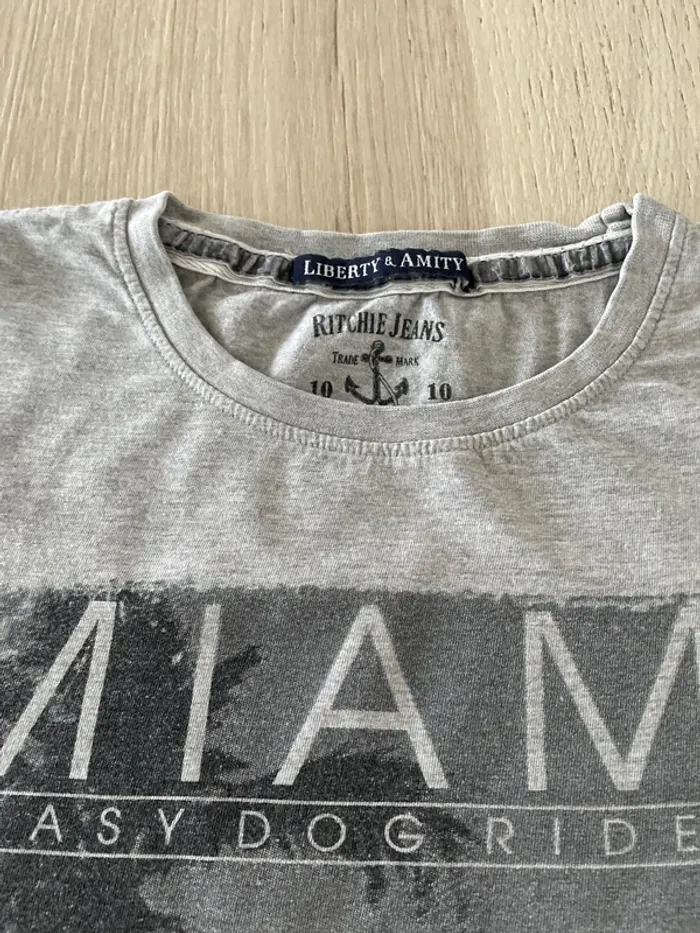 LIBERTY & AMITY
RITCHIE JEANS
TRADE MARK
10 10
MIAM
ASY DOG RIDE